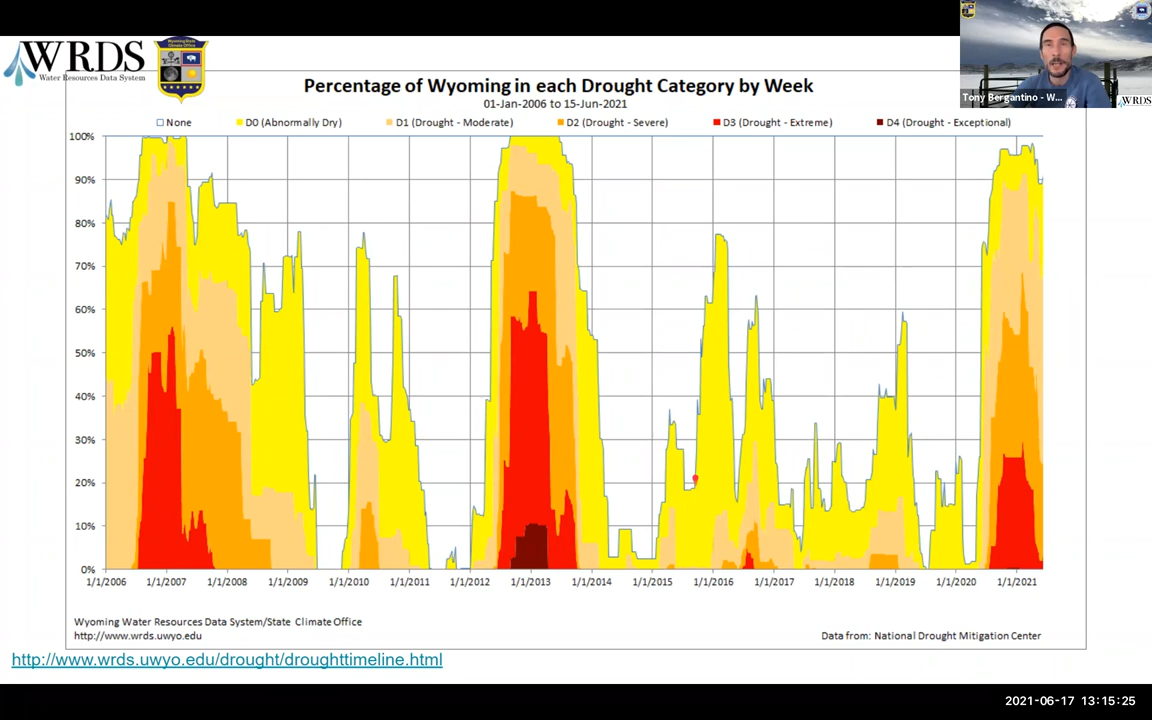 WRDS
Water Resources Data System
Wyoming State
Climate Office
Tony Bergantino - W...
WRDS
Percentage of Wyoming in each Drought Category by Week
01-Jan-2006 to 15-Jun-2021
None D0 (Abnormally Dry) D1 (Drought - Moderate) D2 (Drought - Severe) D3 (Drought - Extreme) D4 (Drought - Exceptional)
100%
90%
80%
70%
60%
50%
40%
30%
20%
10%
0%
1/1/2006 1/1/2007 1/1/2008 1/1/2009 1/1/2010 1/1/2011 1/1/2012 1/1/2013 1/1/2014 1/1/2015 1/1/2016 1/1/2017 1/1/2018 1/1/2019 1/1/2020 1/1/2021
Wyoming Water Resources Data System/State Climate Office
http://www.wrds.uwyo.edu
Data from: National Drought Mitigation Center
http://www.wrds.uwyo.edu/drought/droughttimeline.html
2021-06-17 13:15:25